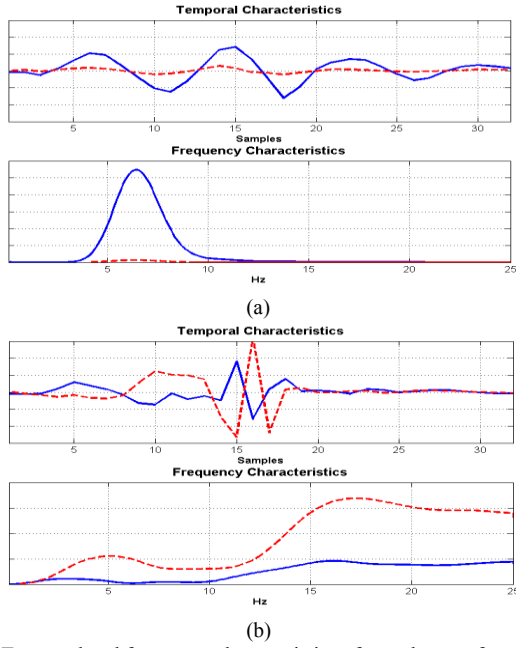 Temporal Characteristics
5 10 15 20 25 30
Samples
Frequency Characteristics
5 10 15 20 25
Hz
(a)
Temporal Characteristics
5 10 15 20 25 30
Samples
Frequency Characteristics
5 10 15 20 25
Hz
(b)